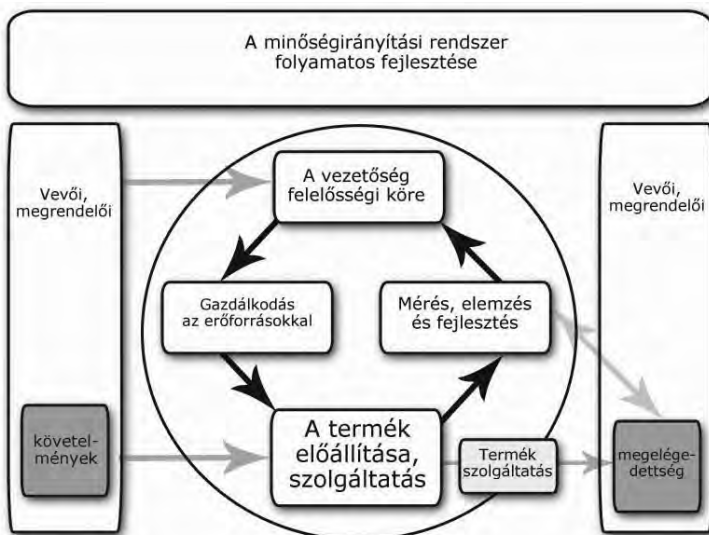 A minőségirányítási rendszer
folyamatos fejlesztése
Vevői,
megrendelői
A vezetőség
felelősségi köre
Vevői,
megrendelői
Gazdálkodás
az erőforrásokkal
Mérés, elemzés
és fejlesztés
követel-
mények
A termék
előállítása,
szolgáltatás
Termék
szolgáltatás
megelége-
dettség